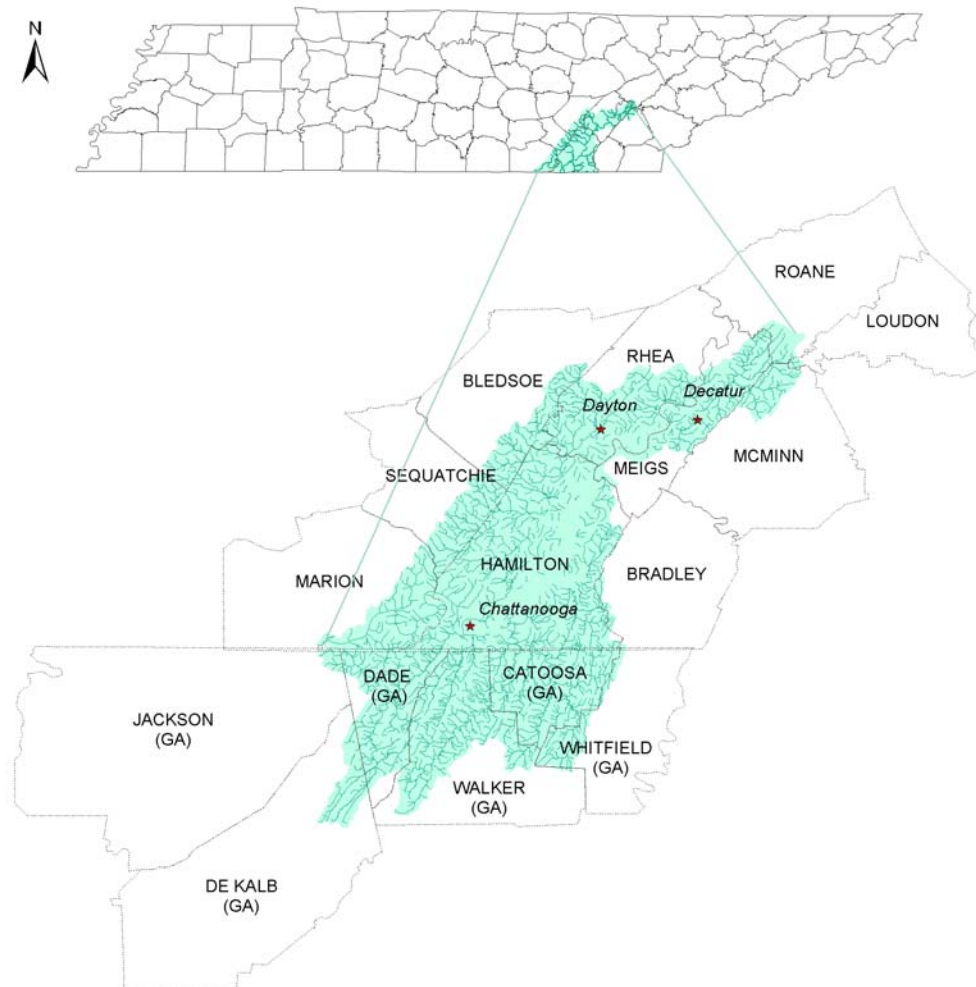 N
ROANE
LOUDON
RHEA
BLEDSOE
Dayton
Decatur
MCMINN
MEIGS
SEQUATCHIE
HAMILTON
BRADLEY
MARION
Chattanooga
DADE
(GA)
CATOOSA
(GA)
JACKSON
(GA)
WHITFIELD
(GA)
WALKER
(GA)
DE KALB
(GA)